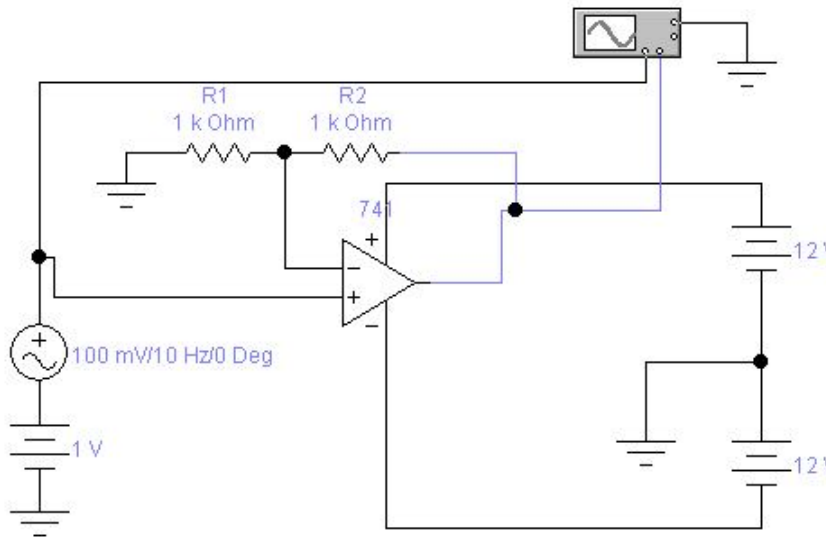 R1
1 k Ohm
R2
1 k Ohm
741
+
−
+
−
12 V
+
100 mV/10 Hz/0 Deg
1 V
12 V